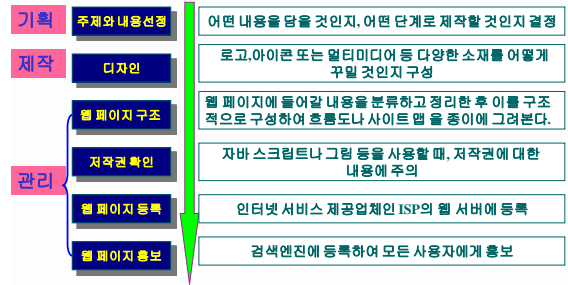 기획
주제와 내용선정
어떤 내용을 담을 것인지, 어떤 단계로 제작할 것인지 결정
제작
디자인
로고,아이콘 또는 멀티미디어 등 다양한 소재를 어떻게
꾸밀 것인지 구성
웹 페이지 구조
웹 페이지에 들어갈 내용을 분류하고 정리한 후 이를 구조
적으로 구성하여 흐름도나 사이트 맵 을 종이에 그려본다.
관리
저작권 확인
자바 스크립트나 그림 등을 사용할 때, 저작권에 대한
내용에 주의
웹 페이지 등록
인터넷 서비스 제공업체인 ISP의 웹 서버에 등록
웹 페이지 홍보
검색엔진에 등록하여 모든 사용자에게 홍보